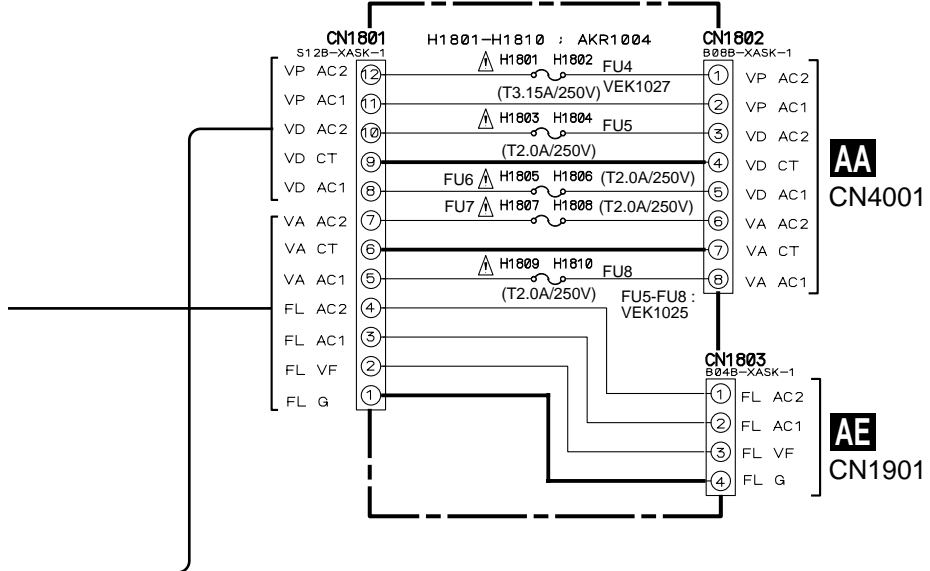 CN1801
S12B-XASK-1
H1801-H1810 ; AKR1004
CN1802
B08B-XASK-1
VP AC2
12
H1801 H1802
FU4
1
VP AC2
(T3.15A/250V)
VEK1027
VP AC1
11
2
VP AC1
VD AC2
10
H1803 H1804
FU5
3
VD AC2
(T2.0A/250V)
VD CT
9
4
VD CT
VD AC1
8
FU6
H1805 H1806
(T2.0A/250V)
5
VD AC1
VA AC2
7
FU7
H1807 H1808
(T2.0A/250V)
6
VA AC2
VA CT
6
7
VA CT
VA AC1
5
H1809 H1810
FU8
8
VA AC1
(T2.0A/250V)
FU5-FU8 :
VEK1025
AA
CN4001
FL AC2
4
FL AC1
3
FL VF
2
FL G
1
CN1803
B04B-XASK-1
1
FL AC2
2
FL AC1
3
FL VF
4
FL G
AE
CN1901